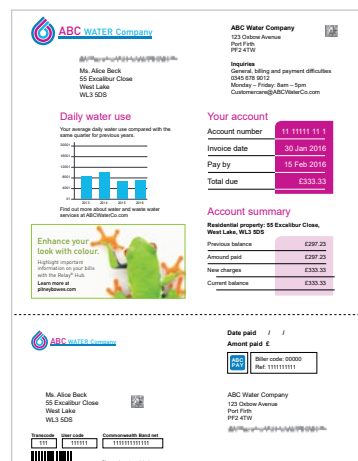 ABC WATER Company
ABC Water Company
123 Oxbow Avenue
Port Firth
PF2 4TW
Inquiries
General, billing and payment difficulties
0345 678 9012
Monday – Friday: 8am – 5pm
Customercare@ABCWaterCo.com
Ms. Alice Beck
55 Excalibur Close
West Lake
WL3 5DS
Daily water use
Your average daily water use compared with the
same quarter for previous years.
2013 2014 2015 2016
Find out more about water and waste water
services at ABCWaterCo.com
Your account
Account number 11 11111 11 1
Invoice date 30 Jan 2016
Pay by 15 Feb 2016
Total due £333.33
Account summary
Residential property: 55 Excalibur Close,
West Lake, WL3 5DS
Previous balance £297.23
Amound paid £297.23
New charges £333.33
Current balance £333.33
Enhance your
look with colour.
Highlight important
information on your bills
with the Relay® Hub.
Learn more at
pitneybowes.com
ABC WATER Company
Date paid / /
Amont paid £
ABC
PAY
Biller code: 00000
Ref: 1111111111
Ms. Alice Beck
55 Excalibur Close
West Lake
WL3 5DS
ABC Water Company
123 Oxbow Avenue
Port Firth
PF2 4TW
Transcode User code Commonwealth Band net
111 111111 1111111111111